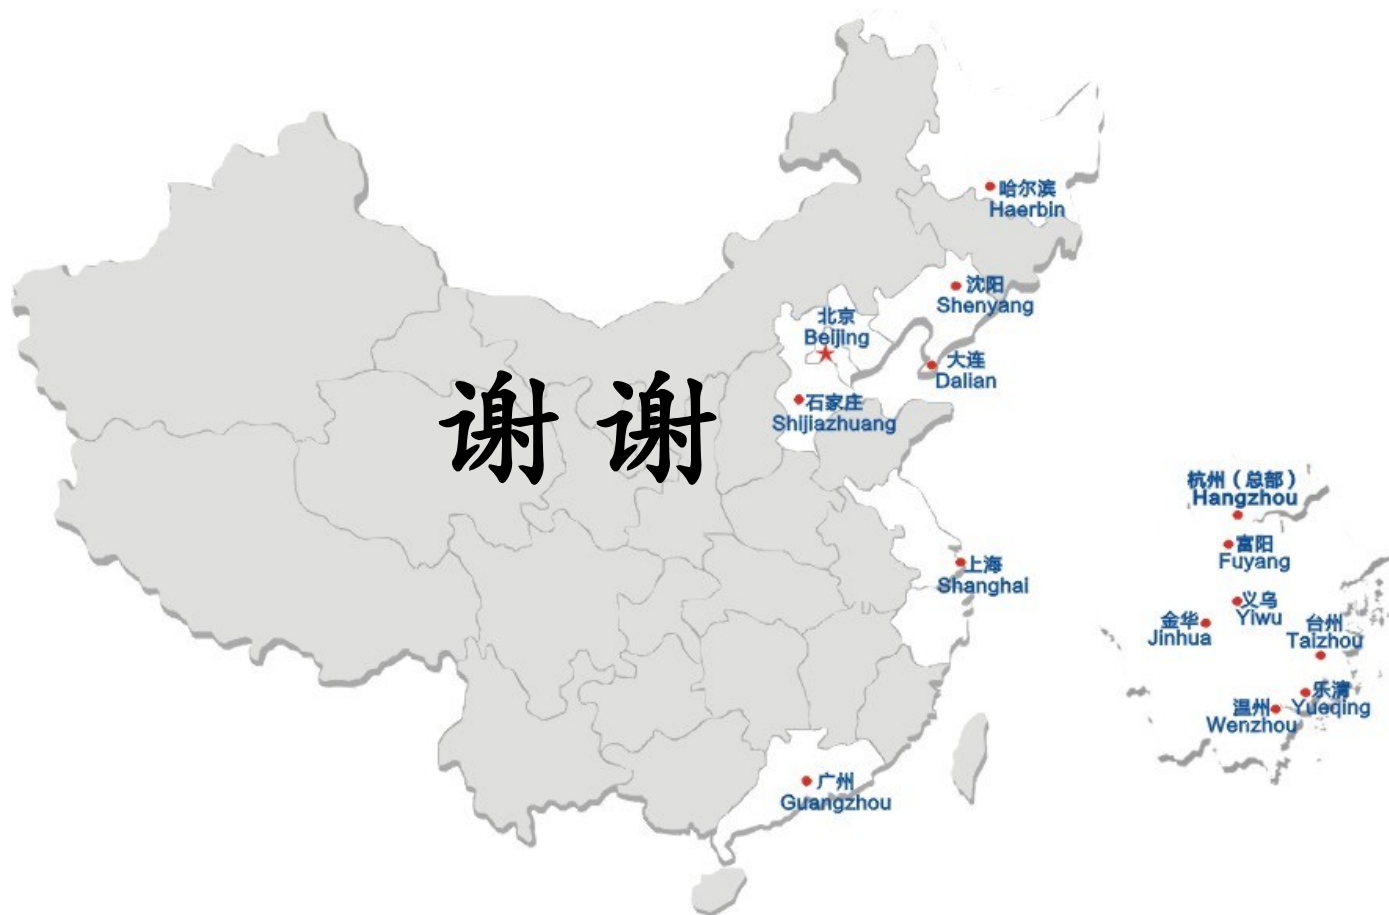 哈尔滨
Haerbin
沈阳
Shenyang
北京
Beijing
大连
Dalian
谢谢
石家庄
Shijiazhuang
杭州（总部）
Hangzhou
富阳
Fuyang
上海
Shanghai
义乌
Yiwu
金华
Jinhua
台州
Taizhou
乐清
Yueqing
温州
Wenzhou
广州
Guangzhou